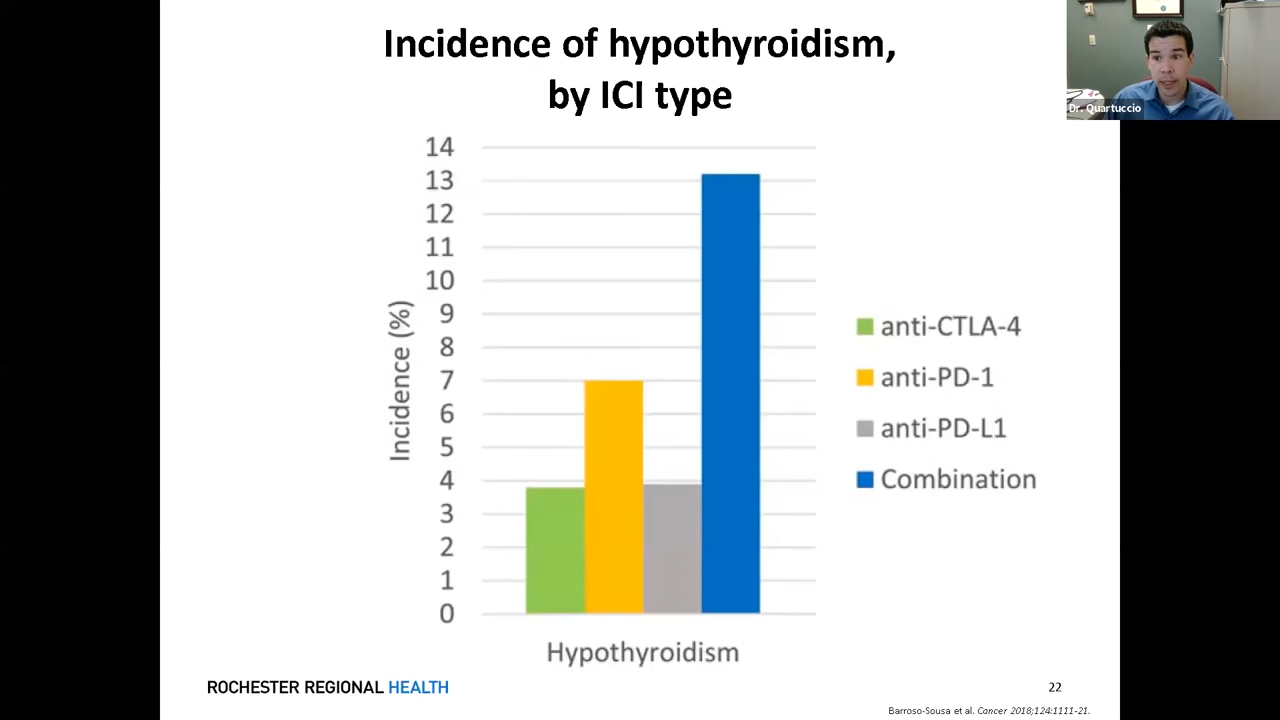 Incidence of hypothyroidism,
by ICI type
Dr. Quartuccio
14
13
12
11
10
9
8
7
6
5
4
3
2
1
0
Incidence (%)
anti-CTLA-4
anti-PD-1
anti-PD-L1
Combination
Hypothyroidism
ROCHESTER REGIONAL HEALTH
22
Barroso-Sousa et al. Cancer 2018;124:1111-21.